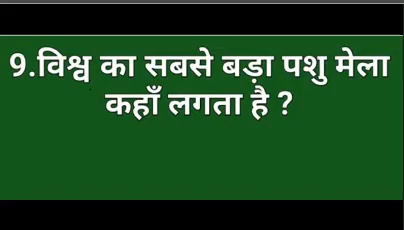 9.विश्व का सबसे बड़ा पशु मेला
कहाँ लगता है ?